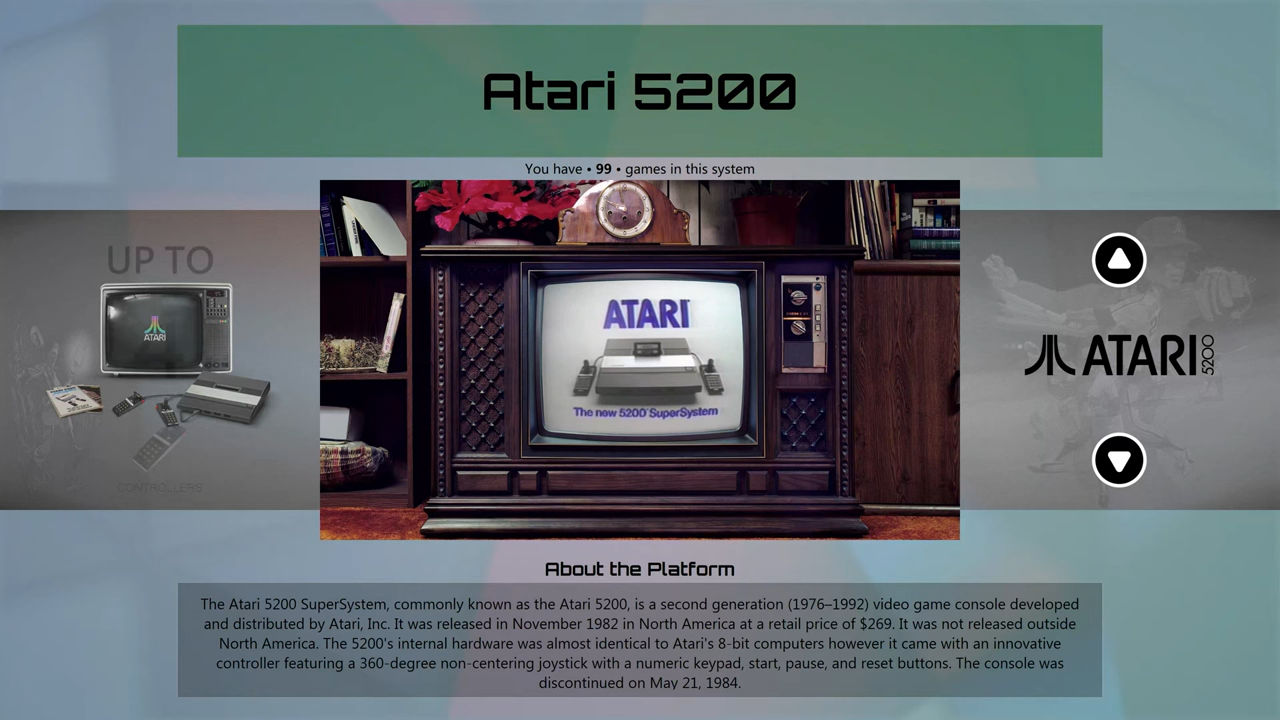 Atari 5200
You have • 99 • games in this system
UP TO
ATARI
CONTROLLERS
ATARI
The new 5200 SuperSystem
ATARI 5200
About the Platform
The Atari 5200 SuperSystem, commonly known as the Atari 5200, is a second generation (1976–1992) video game console developed
and distributed by Atari, Inc. It was released in November 1982 in North America at a retail price of $269. It was not released outside
North America. The 5200's internal hardware was almost identical to Atari's 8-bit computers however it came with an innovative
controller featuring a 360-degree non-centering joystick with a numeric keypad, start, pause, and reset buttons. The console was
discontinued on May 21, 1984.